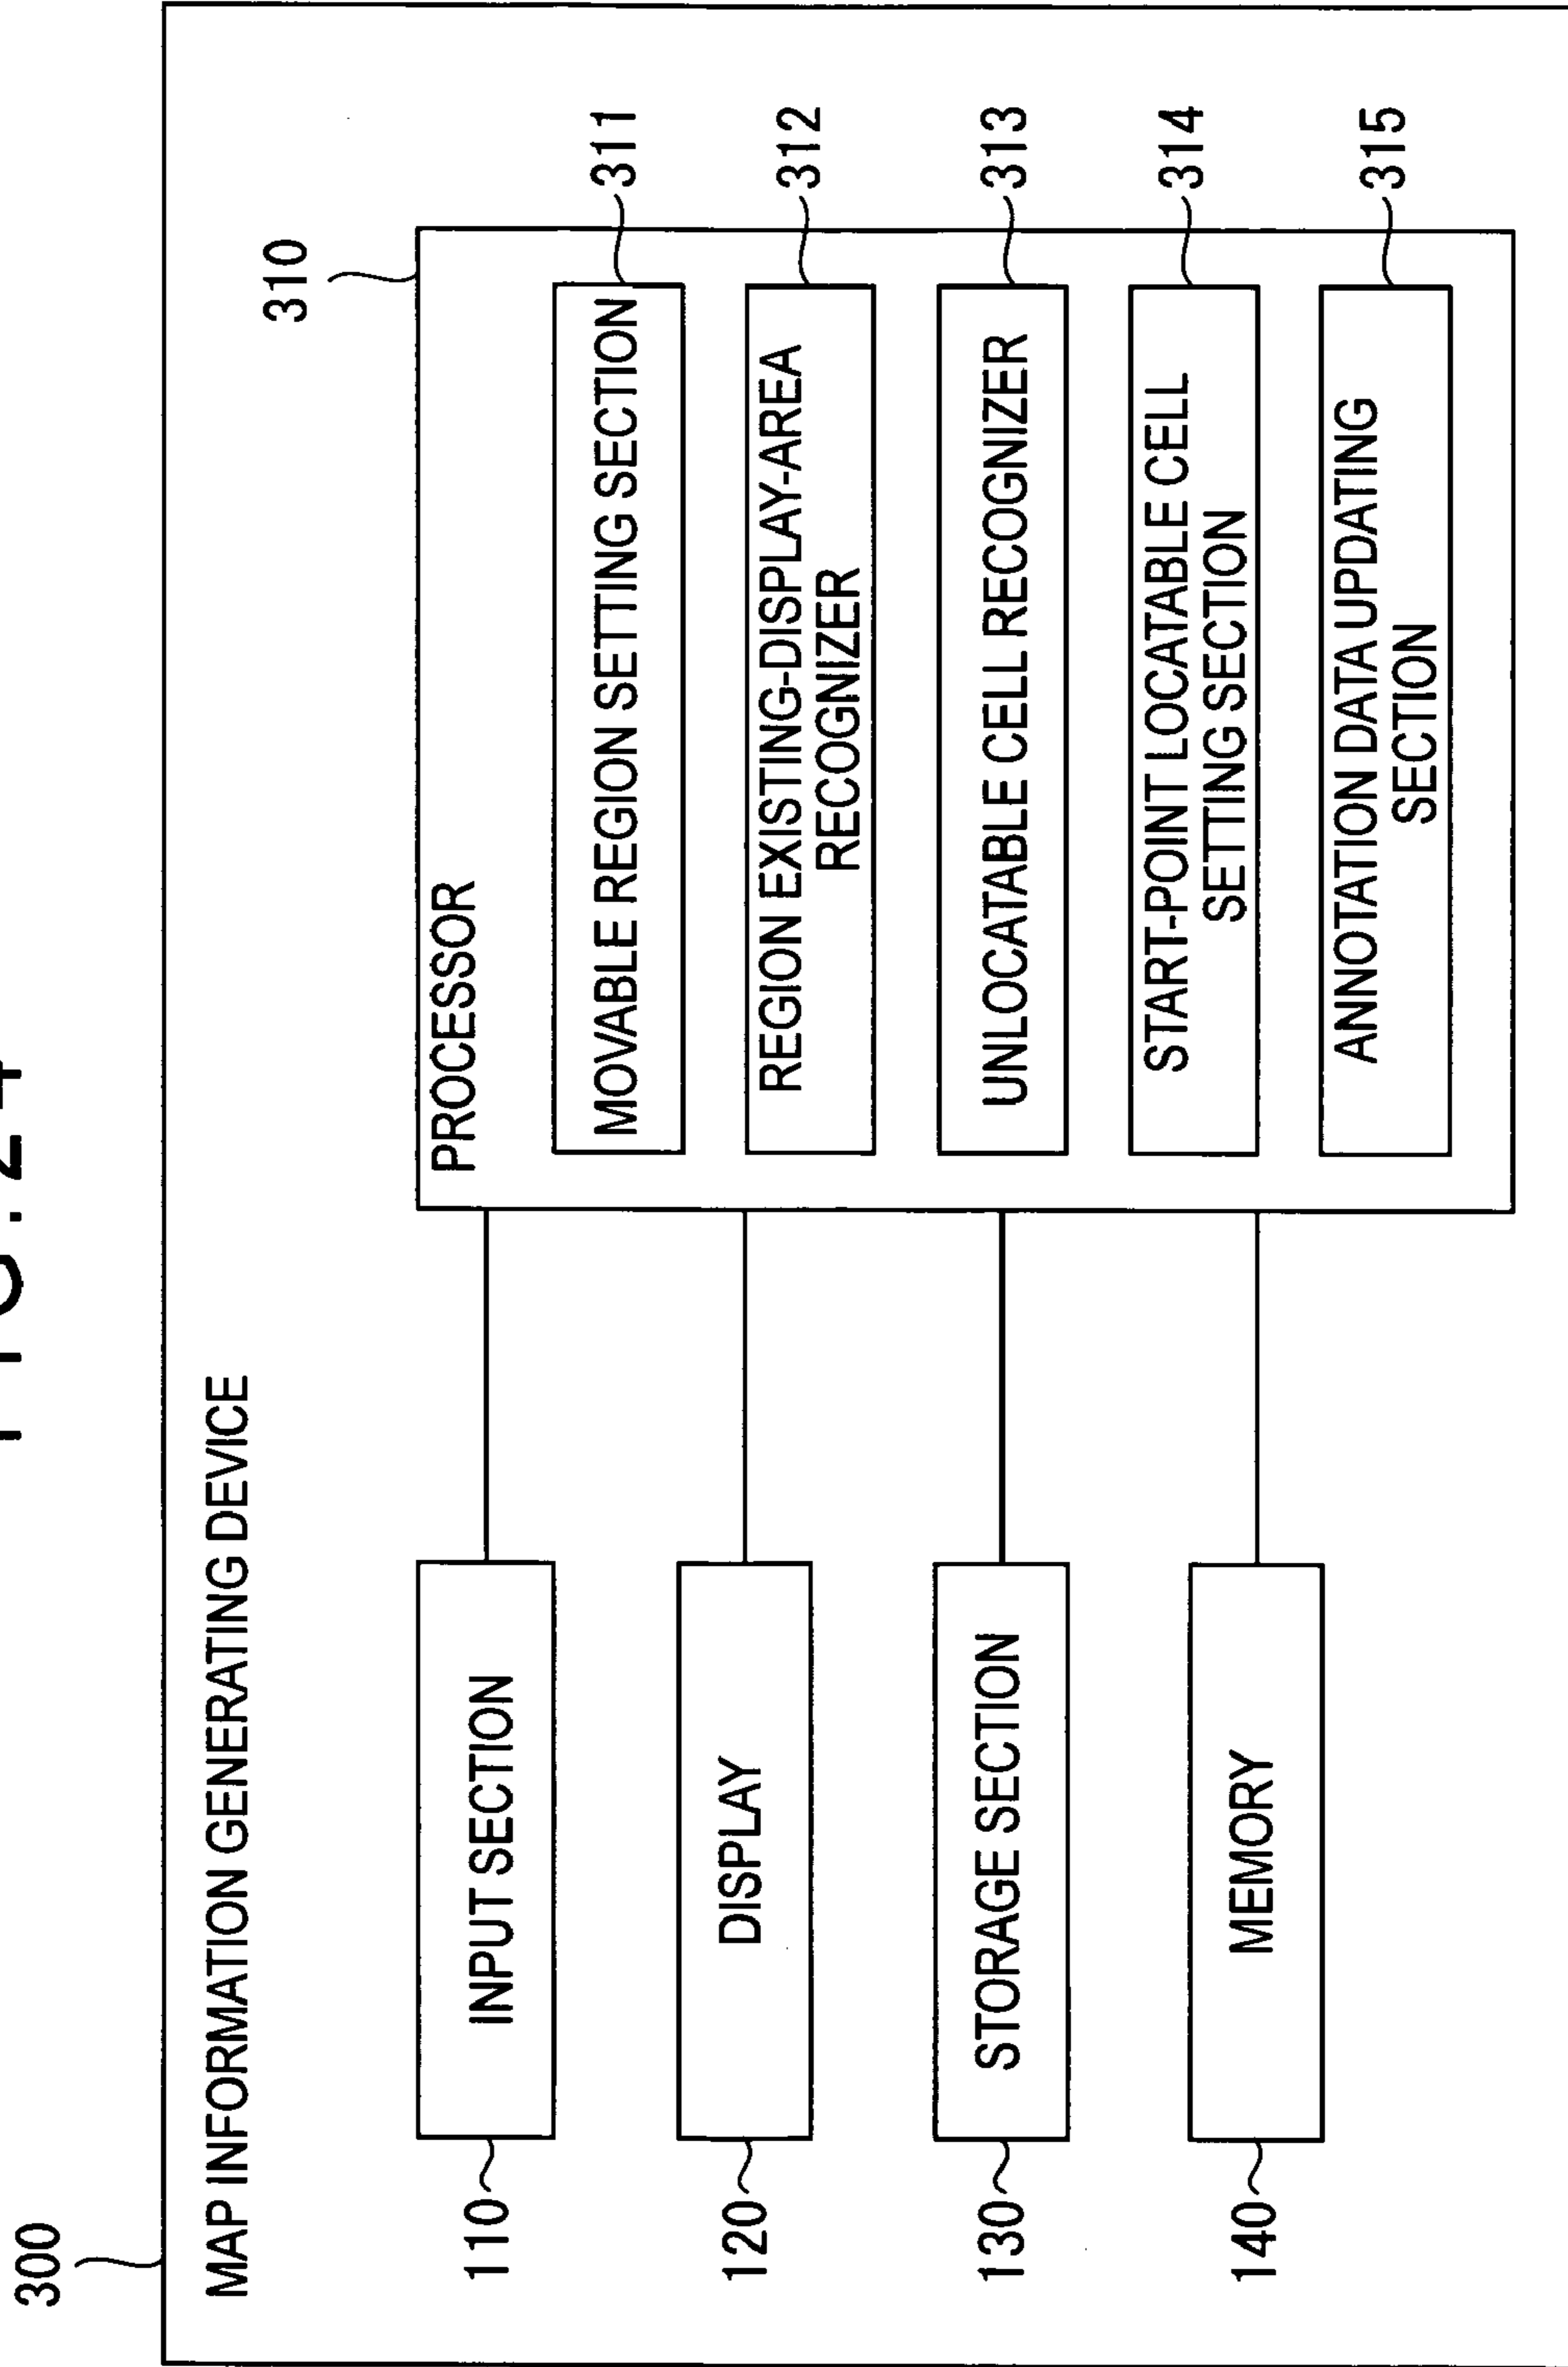 FIG.24
300
MAP INFORMATION GENERATING DEVICE
310
PROCESSOR
110
INPUT SECTION
MOVABLE REGION SETTING SECTION
311
120
DISPLAY
REGION EXISTING-DISPLAY-AREA
RECOGNIZER
312
130
STORAGE SECTION
UNLOCATABLE CELL RECOGNIZER
313
140
MEMORY
START-POINT LOCATABLE CELL
SETTING SECTION
314
ANNOTATION DATA UPDATING
SECTION
315